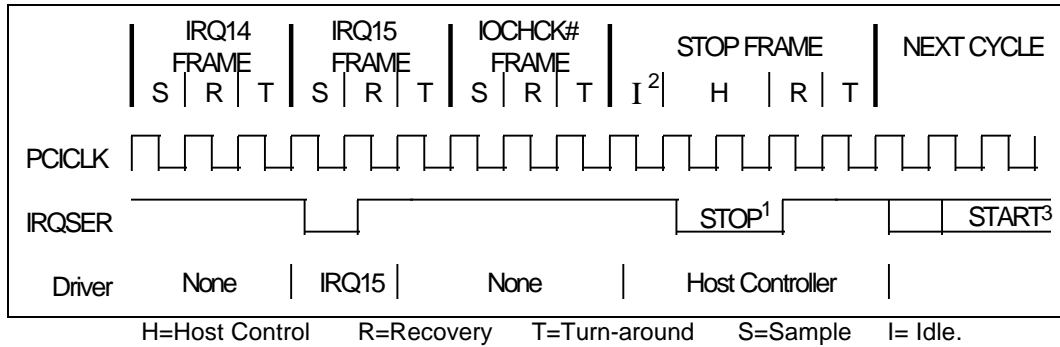 IRQ14 FRAME
IRQ15 FRAME
IOCHCK# FRAME
STOP FRAME
NEXT CYCLE
S R T S R T S R T I 2 H R T
PCICLK
IRQSER STOP1 START3
Driver None IRQ15 None Host Controller
H=Host Control R=Recovery T=Turn-around S=Sample I= Idle.